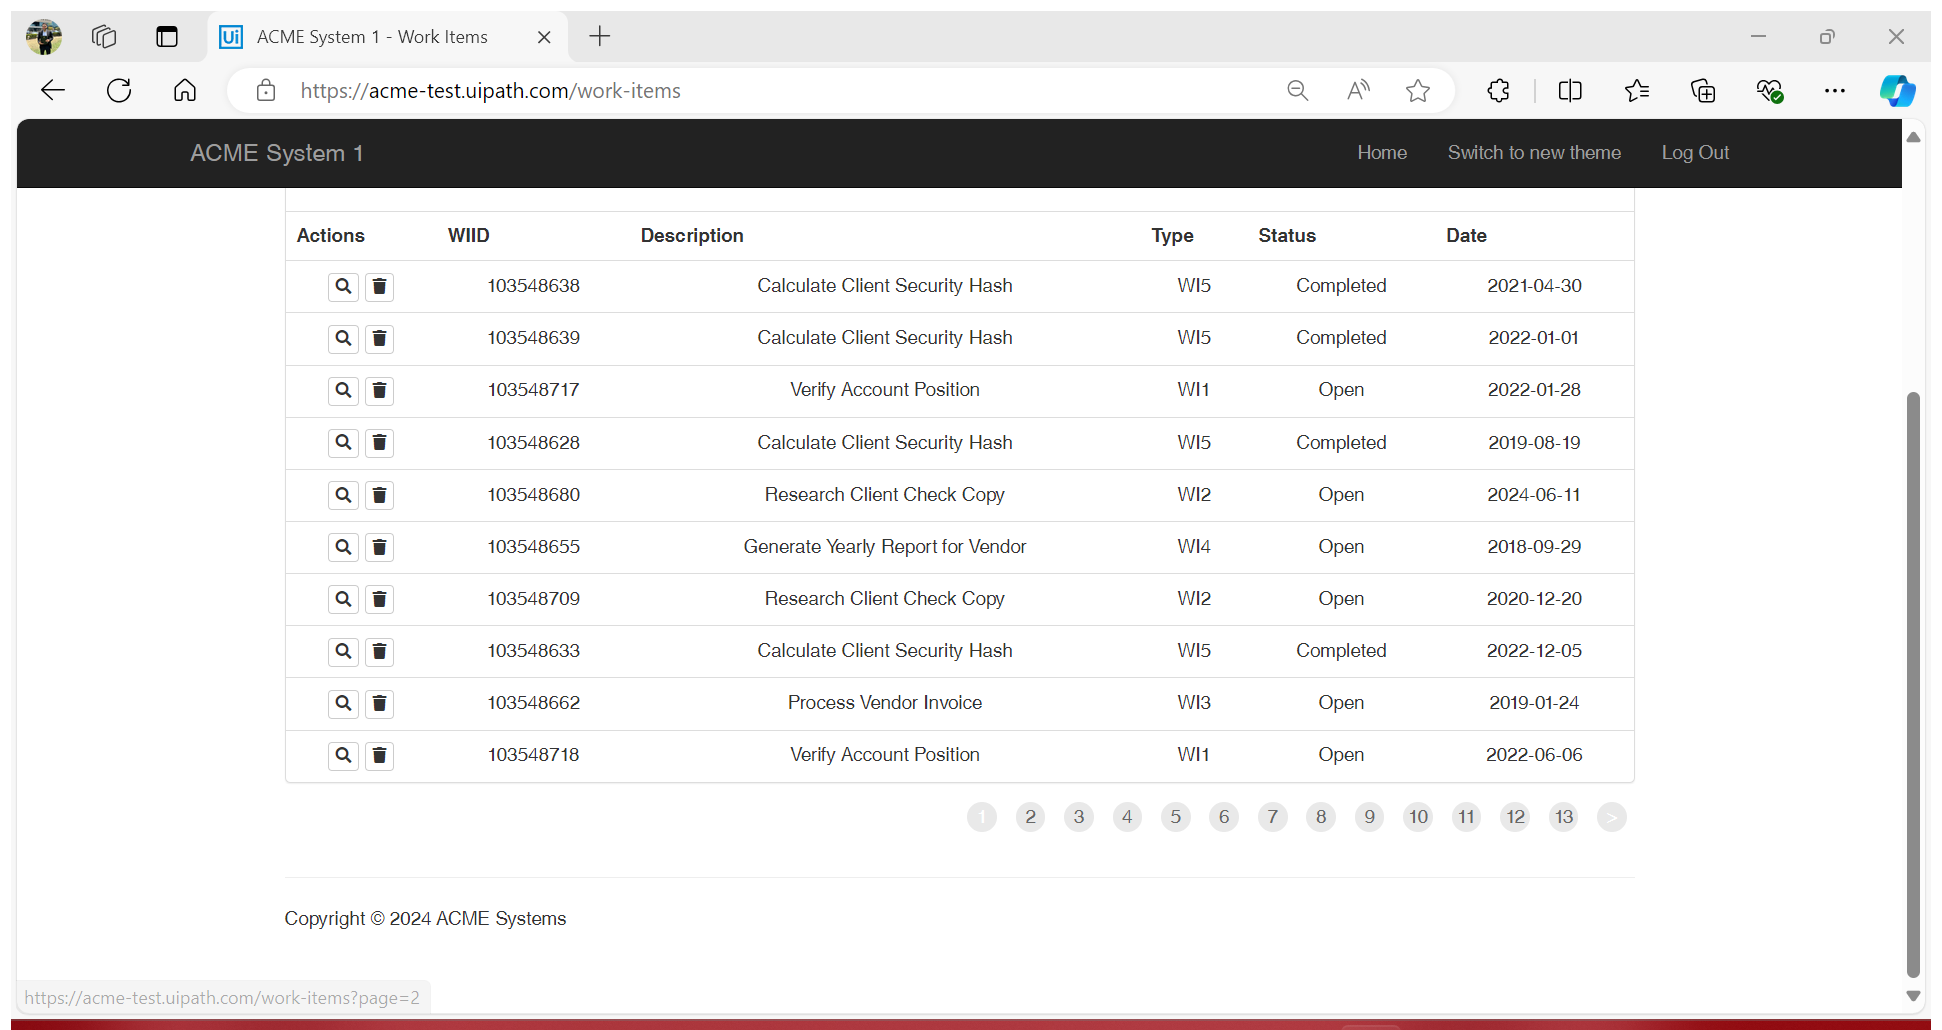 ACME System 1 - Work Items
https://acme-test.uipath.com/work-items
ACME System 1 Home Switch to new theme Log Out
Actions WIID Description Type Status Date
103548638 Calculate Client Security Hash WI5 Completed 2021-04-30
103548639 Calculate Client Security Hash WI5 Completed 2022-01-01
103548717 Verify Account Position WI1 Open 2022-01-28
103548628 Calculate Client Security Hash WI5 Completed 2019-08-19
103548680 Research Client Check Copy WI2 Open 2024-06-11
103548655 Generate Yearly Report for Vendor WI4 Open 2018-09-29
103548709 Research Client Check Copy WI2 Open 2020-12-20
103548633 Calculate Client Security Hash WI5 Completed 2022-12-05
103548662 Process Vendor Invoice WI3 Open 2019-01-24
103548718 Verify Account Position WI1 Open 2022-06-06
1 2 3 4 5 6 7 8 9 10 11 12 13 >
Copyright © 2024 ACME Systems
https://acme-test.uipath.com/work-items?page=2